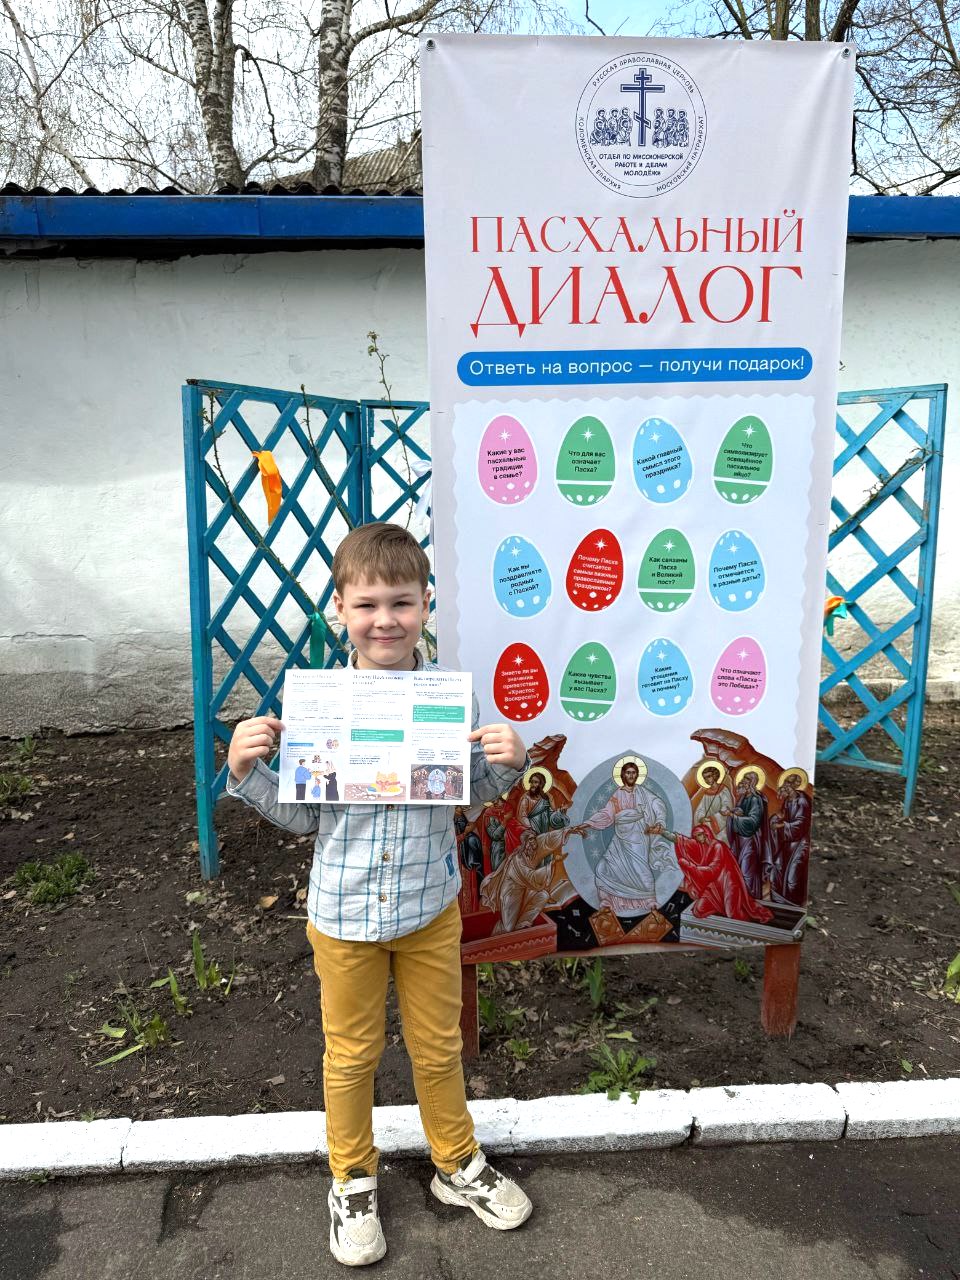 РУССКАЯ ПРАВОСЛАВНАЯ ЦЕРКОВЬ
КОЛОМЕНСКАЯ ЕПАРХИЯ
МОСКОВСКИЙ ПАТРИАРХАТ
ОТДЕЛ ПО МИССИОНЕРСКОЙ
РАБОТЕ И ДЕЛАМ
МОЛОДЁЖИ
ПАСХАЛЬНЫЙ
ДИАЛОГ
Ответь на вопрос — получи подарок!
Какие у вас
пасхальные
традиции
в семье?
Что для вас
означает
Пасха?
Какой главный
смысл этого
праздника?
Что
символизирует
освящённое
пасхальное
яйцо?
Как вы
поздравляете
родных
с Пасхой?
Почему Пасха
считается
самым важным
православным
праздником?
Как связаны
Пасха
и Великий
пост?
Почему Пасха
отмечается
в разные даты?
Знаете ли вы
значение
приветствия
«Христос
Воскресе!»?
Какие чувства
вызывает
у вас Пасха?
Какие
угощения
готовят на Пасху
и почему?
Что означают
слова «Пасха –
это Победа»?